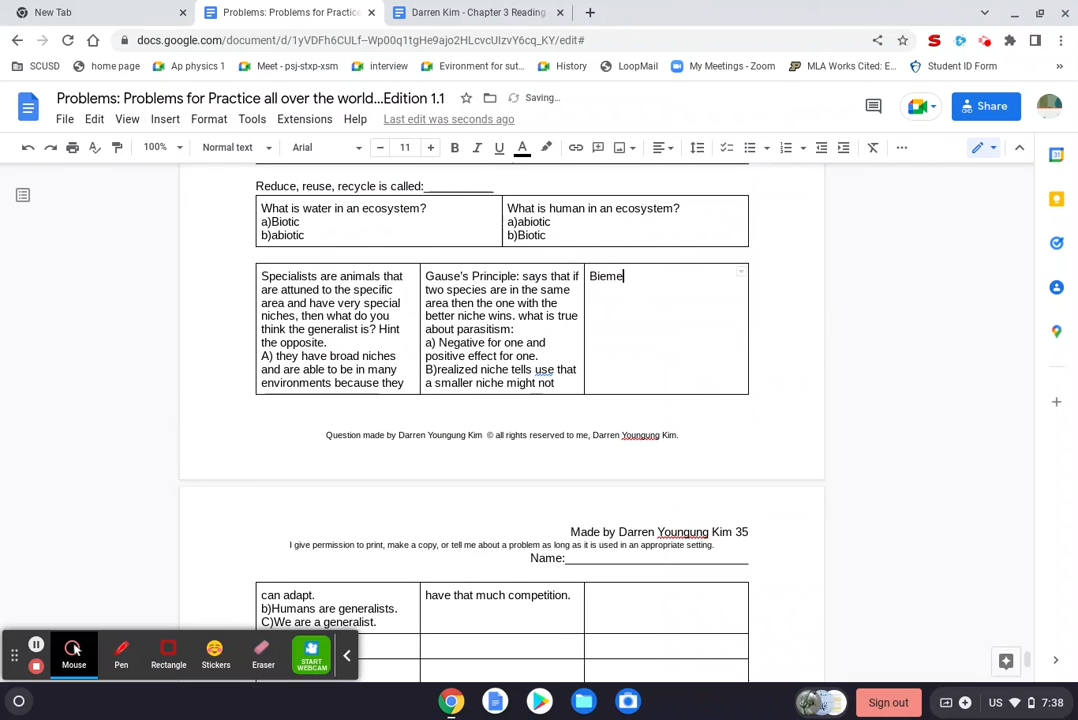 New Tab
Problems: Problems for Practice
Darren Kim - Chapter 3 Reading
docs.google.com/document/d/1yVDFh6CULf--Wp00q1tgHe9ajo2HLcvcUIzvY6cq_KY/edit#
SCUSD
home page
Ap physics 1
Meet - psj-stxp-xsm
interview
Evironment for sut...
History
LoopMail
My Meetings - Zoom
MLA Works Cited: E...
Student ID Form
Problems: Problems for Practice all over the world...Edition 1.1
Saving...
Share
File Edit View Insert Format Tools Extensions Help Last edit was seconds ago
100% Normal text Arial 11
Reduce, reuse, recycle is called:___________
What is water in an ecosystem?
a)Biotic
b)abiotic
What is human in an ecosystem?
a)abiotic
b)Biotic
Specialists are animals that
are attuned to the specific
area and have very special
niches, then what do you
think the generalist is? Hint
the opposite.
A) they have broad niches
and are able to be in many
environments because they
Gause's Principle: says that if
two species are in the same
area then the one with the
better niche wins. what is true
about parasitism:
a) Negative for one and
positive effect for one.
B)realized niche tells use that
a smaller niche might not
Bieme
Question made by Darren Youngung Kim © all rights reserved to me, Darren Youngung Kim.
Made by Darren Youngung Kim 35
I give permission to print, make a copy, or tell me about a problem as long as it is used in an appropriate setting.
Name:_____________________________
can adapt.
b)Humans are generalists.
C)We are a generalist.
have that much competition.
Mouse
Pen
Rectangle
Stickers
Eraser
START
WEBCAM
Sign out
US
7:38